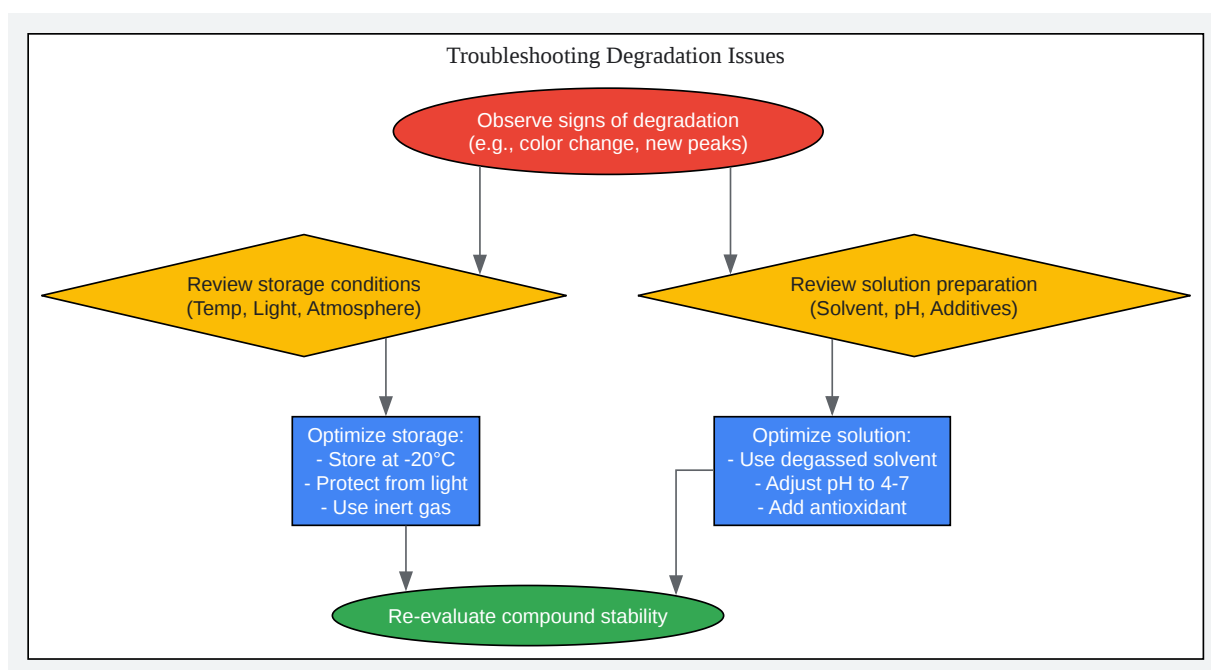 Troubleshooting Degradation Issues
Observe signs of degradation
(e.g., color change, new peaks)
Review storage conditions
(Temp, Light, Atmosphere)
Review solution preparation
(Solvent, pH, Additives)
Optimize storage:
- Store at -20°C
- Protect from light
- Use inert gas
Optimize solution:
- Use degassed solvent
- Adjust pH to 4-7
- Add antioxidant
Re-evaluate compound stability